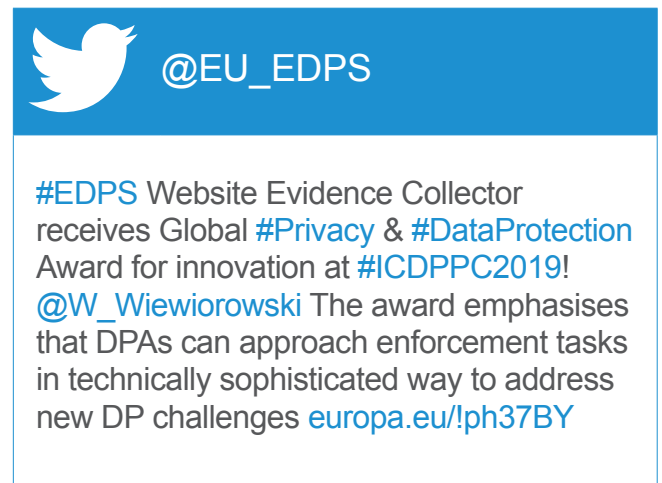 @EU_EDPS
#EDPS Website Evidence Collector
receives Global #Privacy & #DataProtection
Award for innovation at #ICDPPC2019!
@W_Wiewiorowski The award emphasises
that DPAs can approach enforcement tasks
in technically sophisticated way to address
new DP challenges europa.eu/!ph37BY